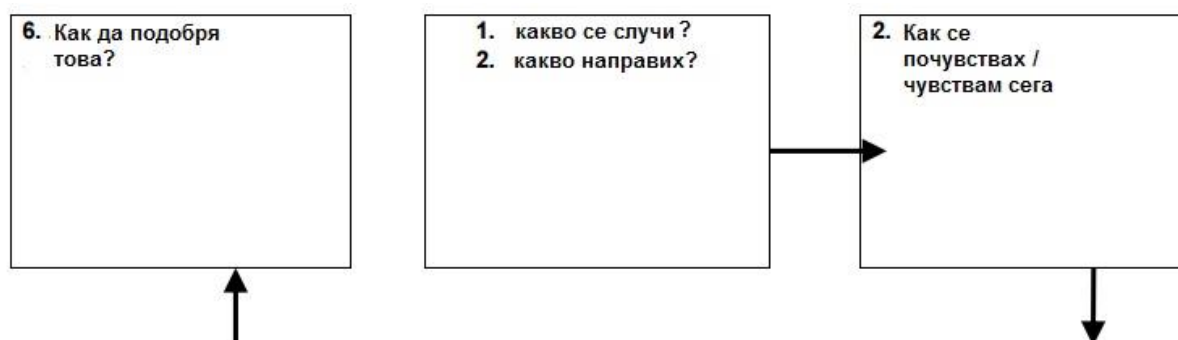 6. Как да подобря
това?
1. какво се случи?
2. какво направих?
2. Как се
почувствах /
чувствам сега